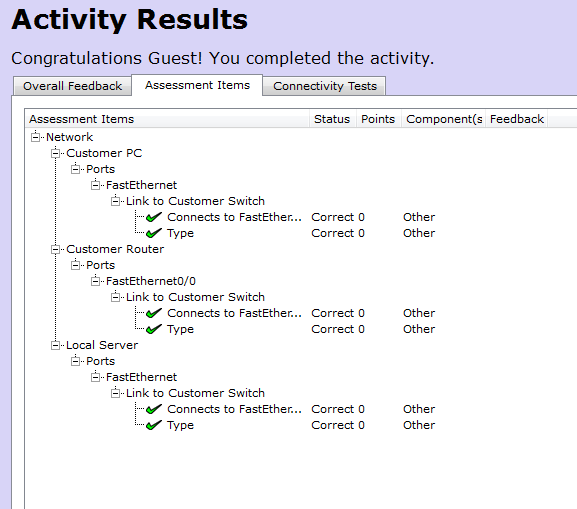 Activity Results
Congratulations Guest! You completed the activity.
Overall Feedback Assessment Items Connectivity Tests
Assessment Items Status Points Component(s Feedback
Network
Customer PC
Ports
FastEthernet
Link to Customer Switch
Connects to FastEther... Correct 0 Other
Type Correct 0 Other
Customer Router
Ports
FastEthernet0/0
Link to Customer Switch
Connects to FastEther... Correct 0 Other
Type Correct 0 Other
Local Server
Ports
FastEthernet
Link to Customer Switch
Connects to FastEther... Correct 0 Other
Type Correct 0 Other